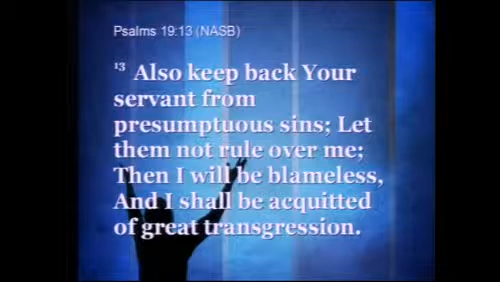 Psalms 19:13 (NASB)
13 Also keep back Your
servant from
presumptuous sins; Let
them not rule over me;
Then I will be blameless,
And I shall be acquitted
of great transgression.